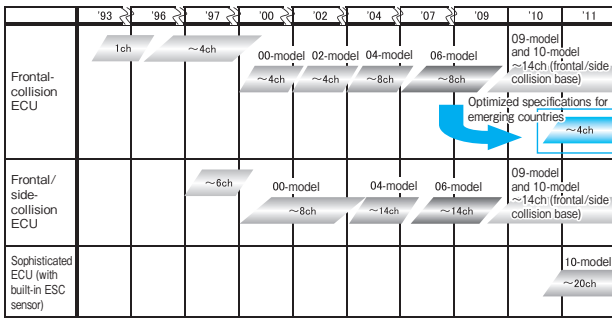 '93 '96 '97 '00 '02 '04 '07 '09 '10 '11
Frontal-
collision
ECU
1ch
~4ch
00-model
~4ch
02-model
~4ch
04-model
~8ch
06-model
~8ch
09-model
and 10-model
~14ch (frontal/side
collision base)
Optimized specifications for
emerging countries
~4ch
Frontal/
side-
collision
ECU
~6ch
00-model
~8ch
04-model
~14ch
06-model
~14ch
09-model
and 10-model
~14ch (frontal/side
collision base)
Sophisticated
ECU (with
built-in ESC
sensor)
10-model
~20ch